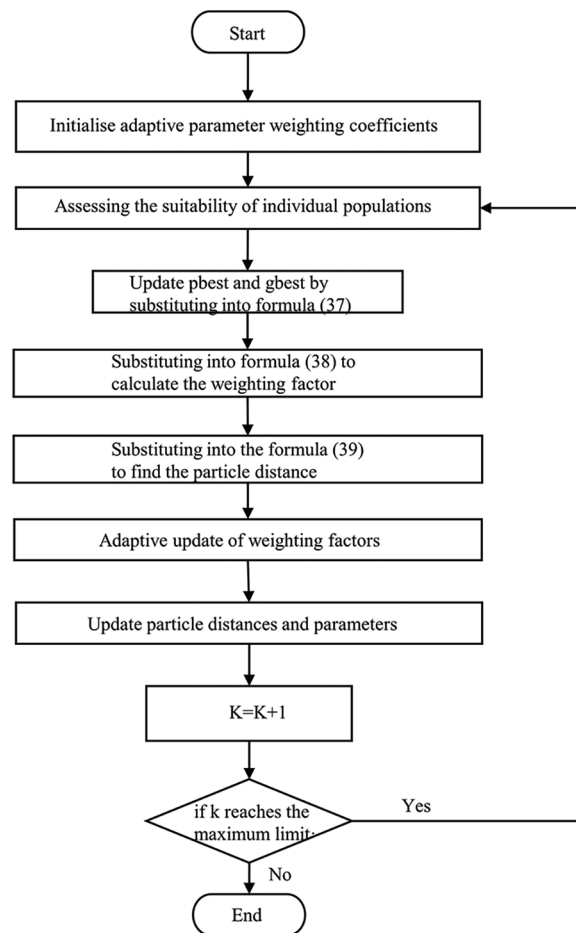 Start
Initialise adaptive parameter weighting coefficients
Assessing the suitability of individual populations
Update pbest and gbest by
substituting into formula (37)
Substituting into formula (38) to
calculate the weighting factor
Substituting into the formula (39)
to find the particle distance
Adaptive update of weighting factors
Update particle distances and parameters
K=K+1
if k reaches the
maximum limit:
Yes
No
End